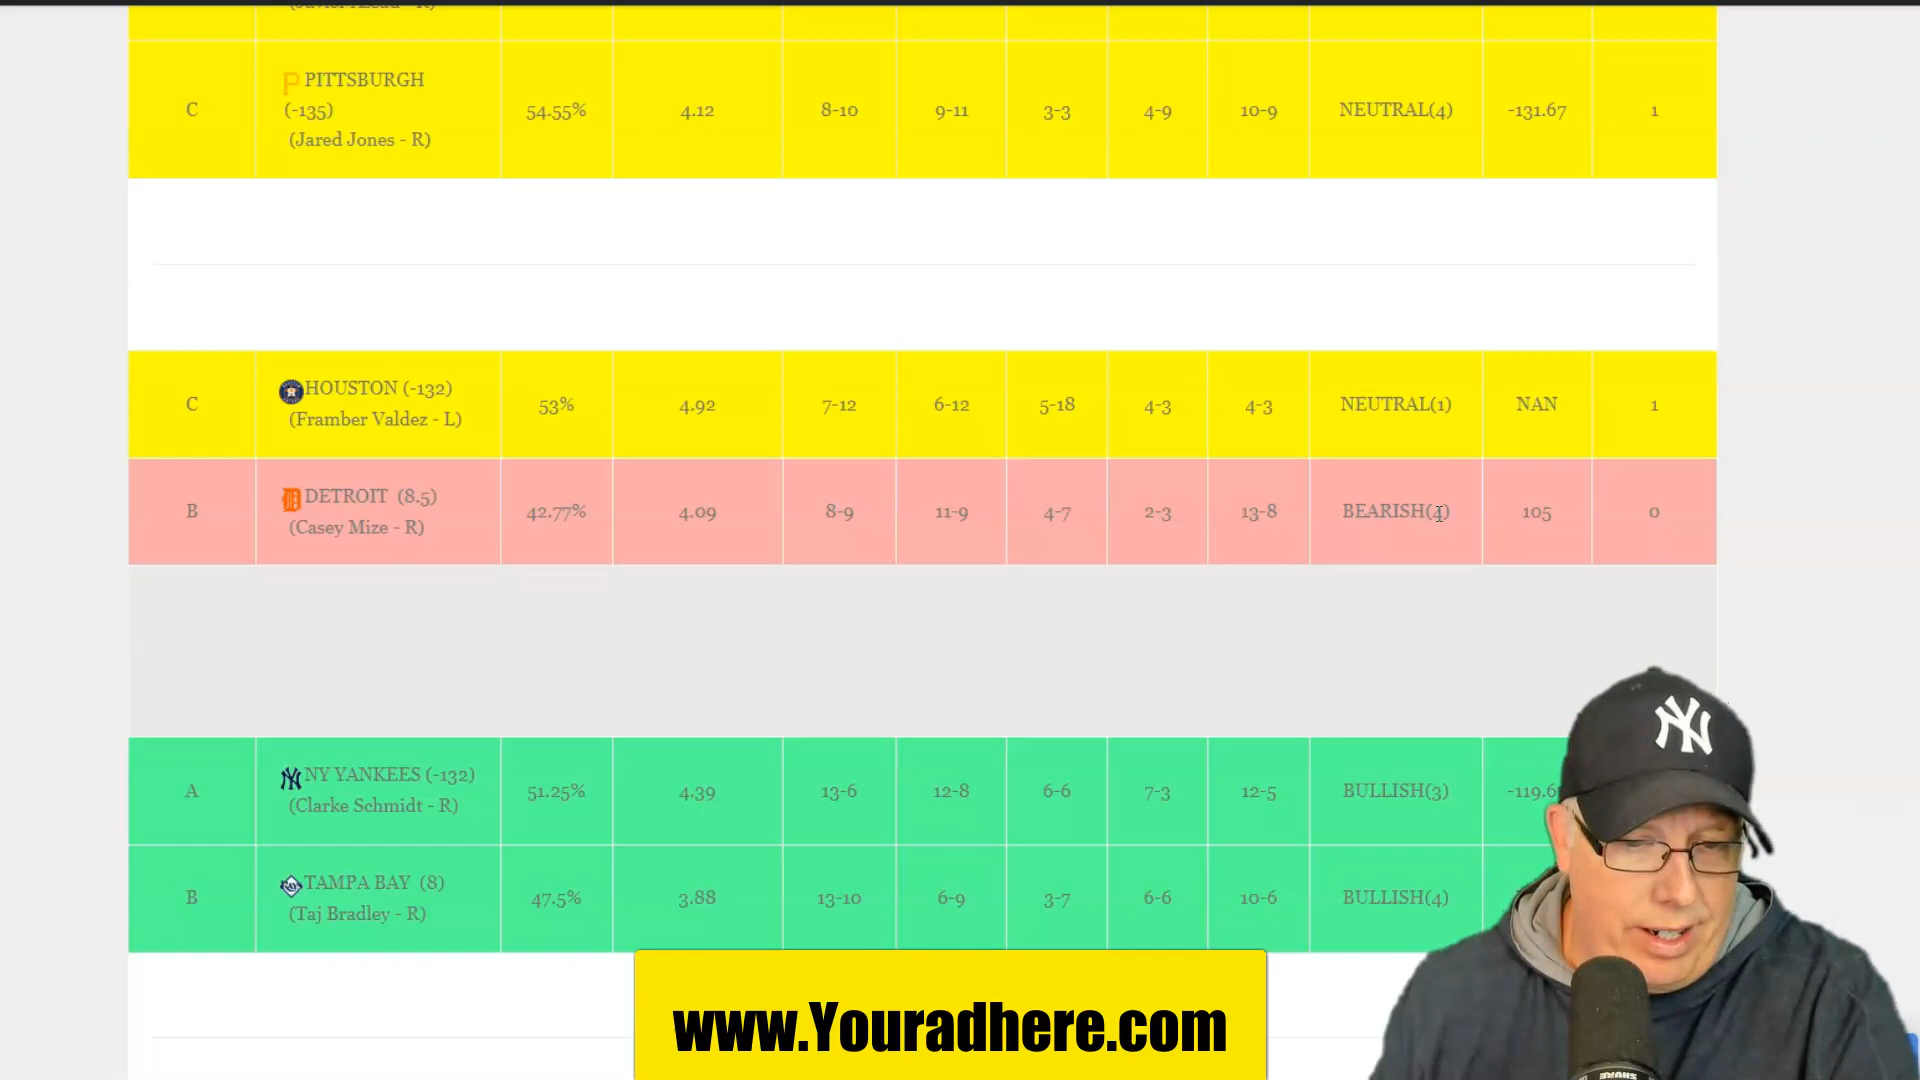 C
PITTSBURGH
(-135)
(Jared Jones - R)
54.55%
4.12
8-10
9-11
3-3
4-9
10-9
NEUTRAL(4)
-131.67
1
C
HOUSTON (-132)
(Framber Valdez - L)
53%
4.92
7-12
6-12
5-18
4-3
4-3
NEUTRAL(1)
NAN
1
B
DETROIT (8.5)
(Casey Mize - R)
42.77%
4.09
8-9
11-9
4-7
2-3
13-8
BEARISH(4)
105
0
A
NY YANKEES (-132)
(Clarke Schmidt - R)
51.25%
4.39
13-6
12-8
6-6
7-3
12-5
BULLISH(3)
B
TAMPA BAY (8)
(Taj Bradley - R)
47.5%
3.88
13-10
6-9
3-7
6-6
10-6
BULLISH(4)
NY
www.Youradhere.com
SHURE